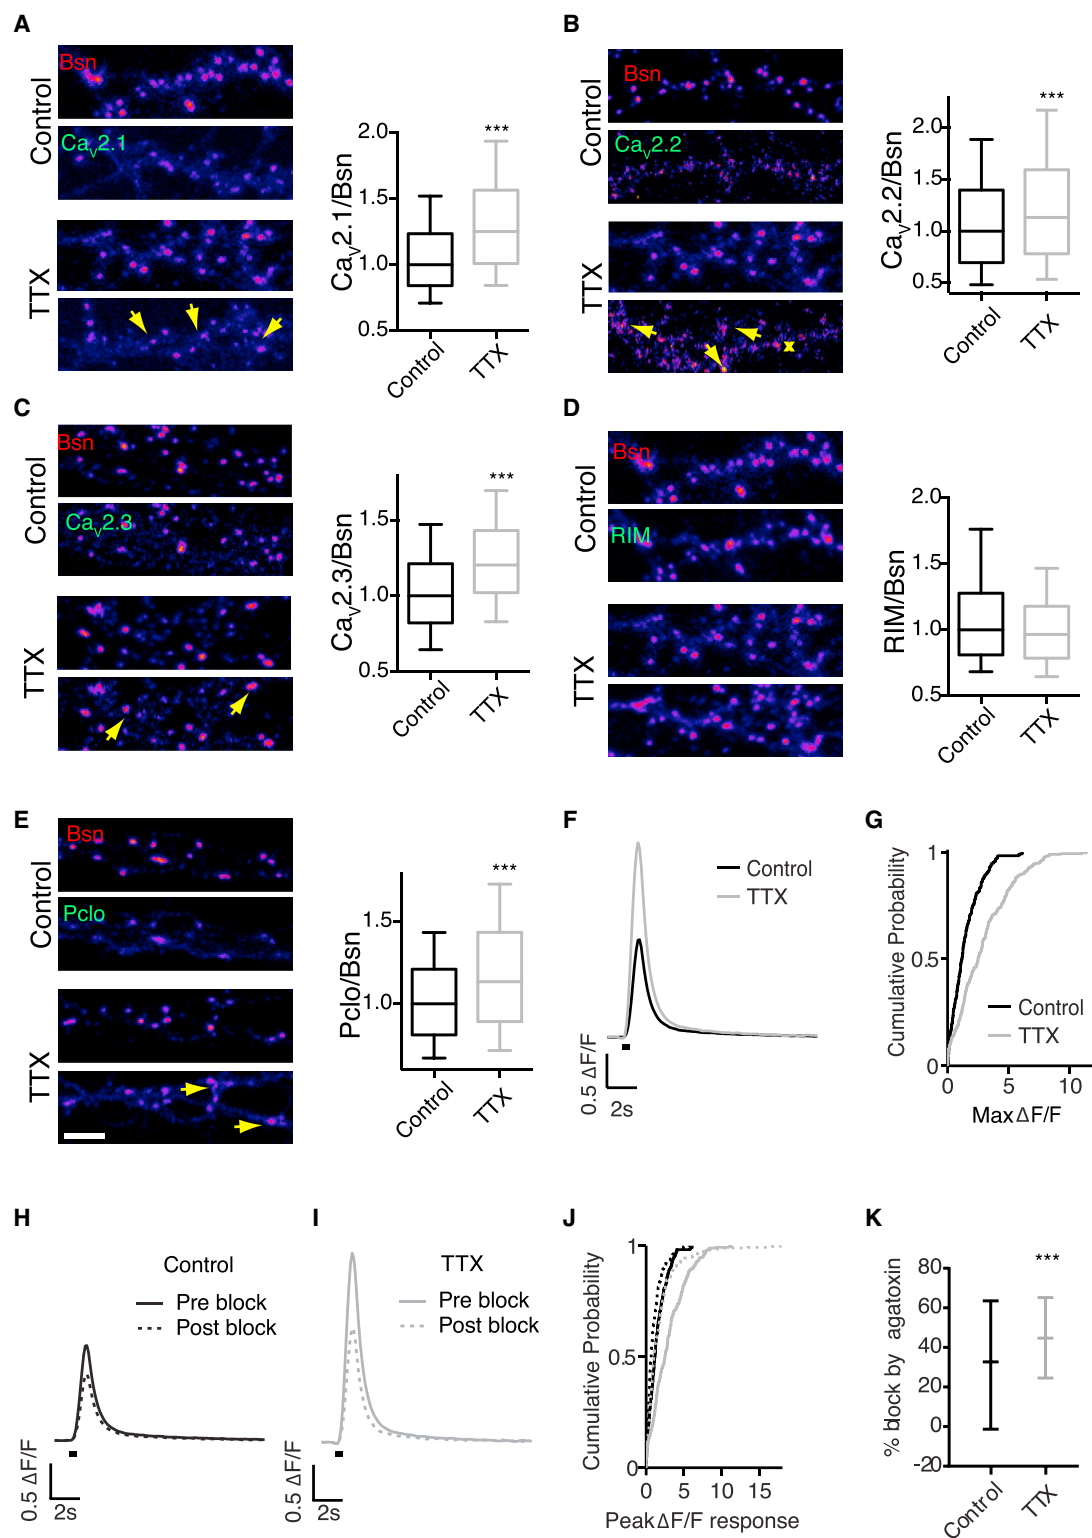 A
Control
Bsn
Cav2.1
TTX
Cav2.1/Bsn
2.0
1.5
1.0
0.5
***
Control
TTX
B
Control
Bsn
Cav2.2
TTX
Cav2.2/Bsn
2.0
1.5
1.0
0.5
***
Control
TTX
C
Control
Bsn
Cav2.3
TTX
Cav2.3/Bsn
1.5
1.0
0.5
***
Control
TTX
D
Control
Bsn
RIM
TTX
RIM/Bsn
2.0
1.5
1.0
0.5
Control
TTX
E
Control
Bsn
Pclo
TTX
Pclo/Bsn
1.5
1.0
***
Control
TTX
F
Control
TTX
0.5 ΔF/F
2s
G
Cumulative Probability
1
0.5
0
Control
TTX
0 5 10
Max ΔF/F
H
Control
Pre block
Post block
0.5 ΔF/F
2s
I
TTX
Pre block
Post block
0.5 ΔF/F
2s
J
Cumulative Probability
1
0.5
0
0 5 10 15
Peak ΔF/F response
K
% block by agatoxin
80
60
40
20
0
-20
***
Control
TTX